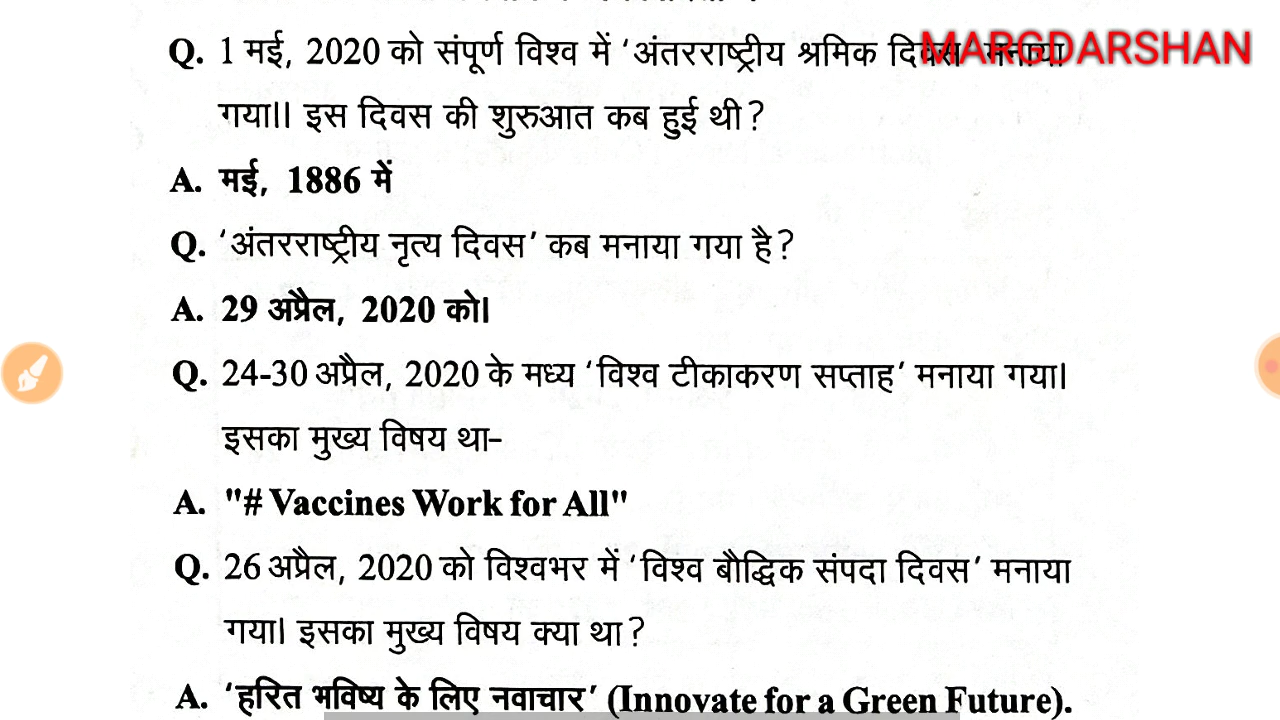 Q. 1 मई, 2020 को संपूर्ण विश्व में 'अंतरराष्ट्रीय श्रमिक दिवस' मनाया
MARGDARSHAN
गया।। इस दिवस की शुरुआत कब हुई थी?
A. मई, 1886 में
Q. 'अंतरराष्ट्रीय नृत्य दिवस' कब मनाया गया है?
A. 29 अप्रैल, 2020 को।
Q. 24-30 अप्रैल, 2020 के मध्य 'विश्व टीकाकरण सप्ताह' मनाया गया।
इसका मुख्य विषय था-
A. "# Vaccines Work for All"
Q. 26 अप्रैल, 2020 को विश्वभर में 'विश्व बौद्धिक संपदा दिवस' मनाया
गया। इसका मुख्य विषय क्या था?
A. 'हरित भविष्य के लिए नवाचार' (Innovate for a Green Future).